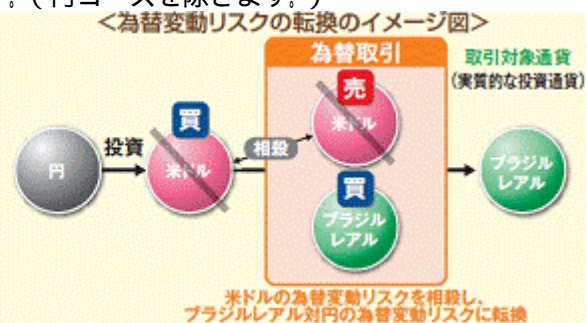 。（円コースを除きます。）
<為替変動リスクの転換のイメージ図>
為替取引
取引対象通貨
（実質的な投資通貨）
円
投資
買
米ドル
相殺
売
米ドル
買
ブラジル
レアル
ブラジル
レアル
米ドルの為替変動リスクを相殺し、
ブラジルレアル対円の為替変動リスクに転換